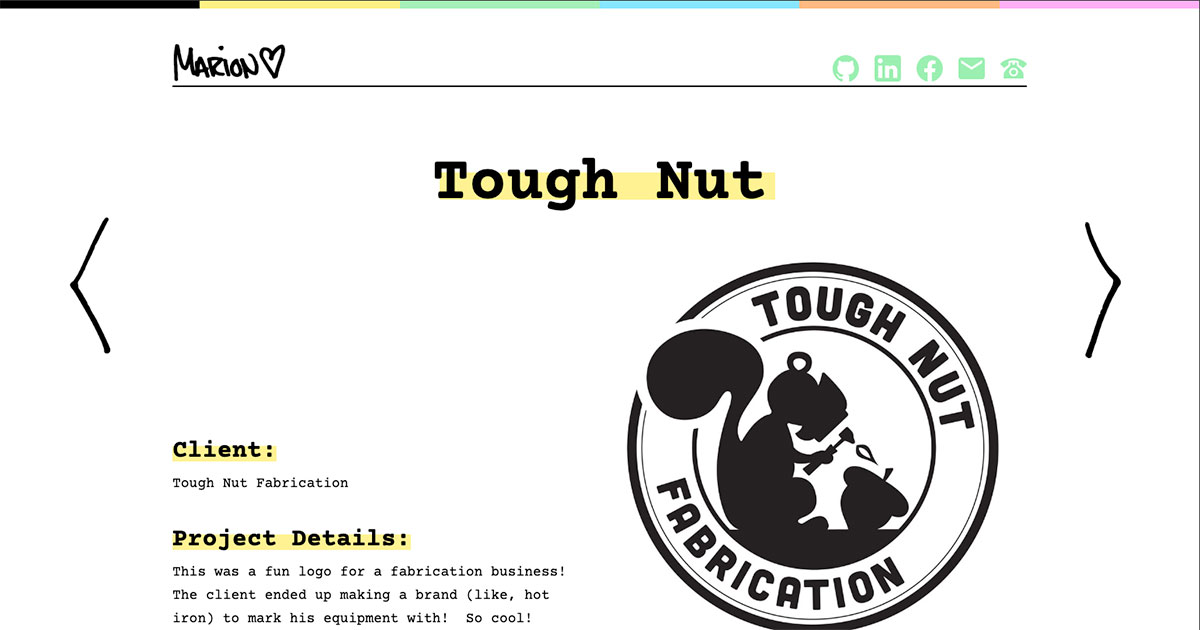 MARION♡
Tough Nut
TOUGH NUT
FABRICATION
Client:
Tough Nut Fabrication
Project Details:
This was a fun logo for a fabrication business!
The client ended up making a brand (like, hot
iron) to mark his equipment with!  So cool!